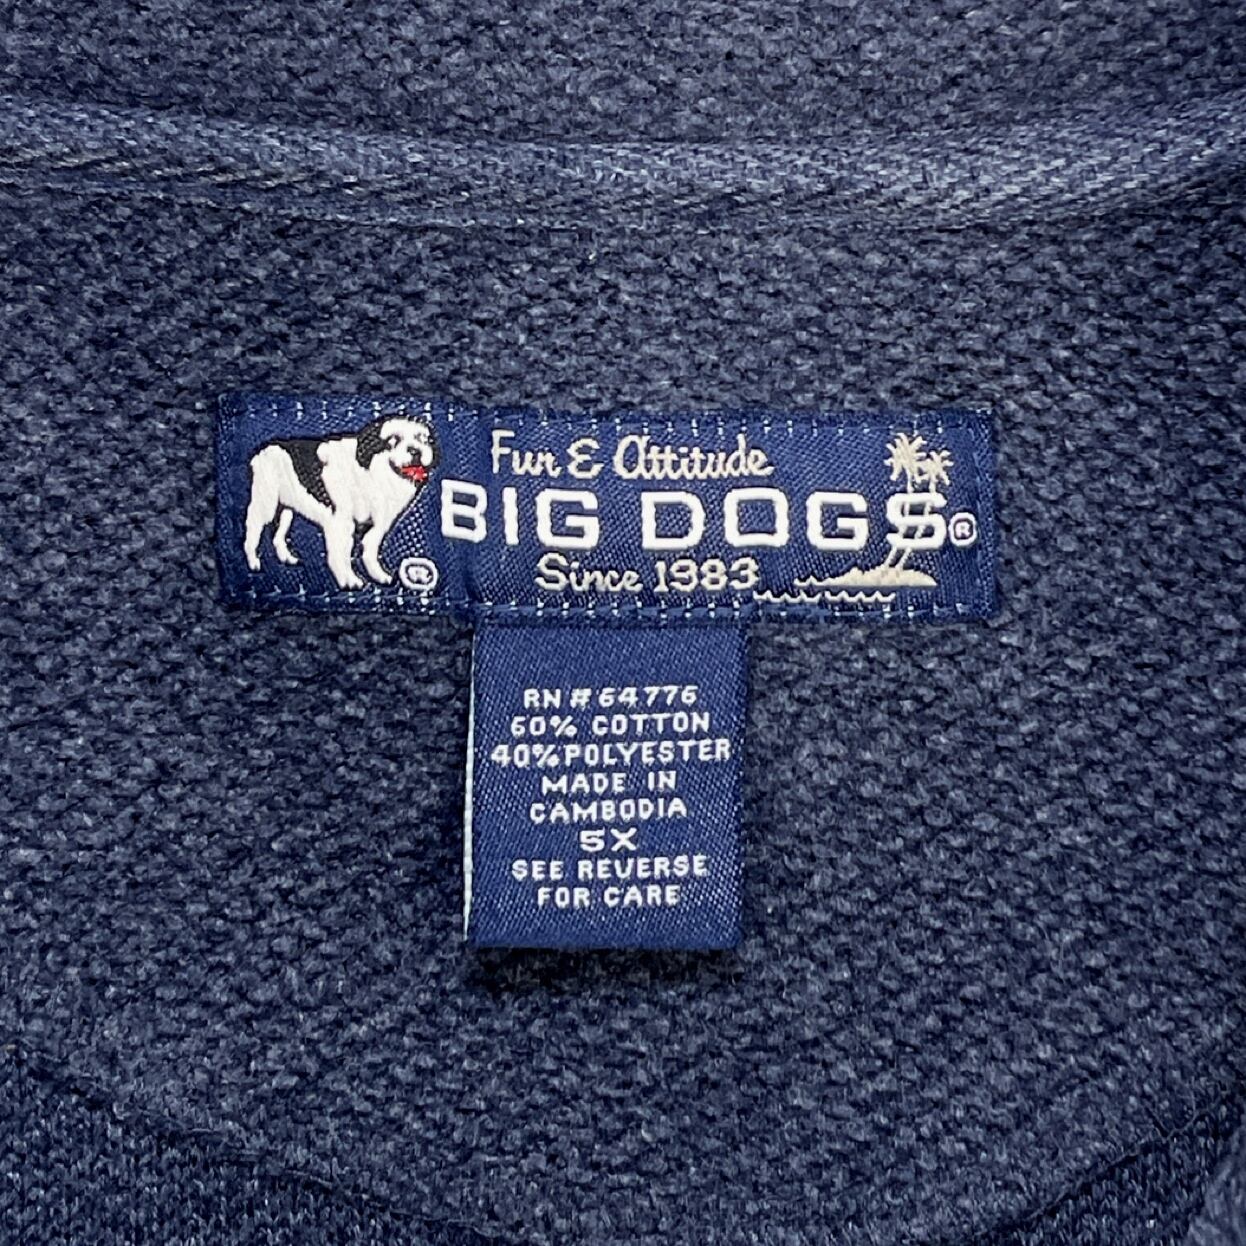 Fun & Attitude
BIG DOGS®
Since 1983
®
RN # 64776
60% COTTON
40% POLYESTER
MADE IN
CAMBODIA
5X
SEE REVERSE
FOR CARE